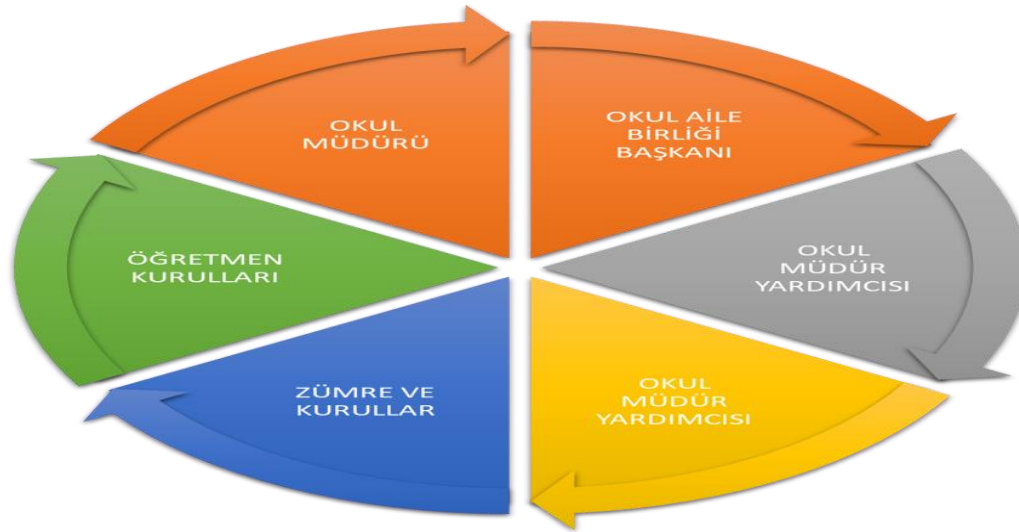 OKUL
MÜDÜRÜ
OKUL AİLE
BİRLİĞİ
BAŞKANI
OKUL
MÜDÜR
YARDIMCISI
OKUL
MÜDÜR
YARDIMCISI
ZÜMRE VE
KURULLAR
ÖĞRETMEN
KURULLARI